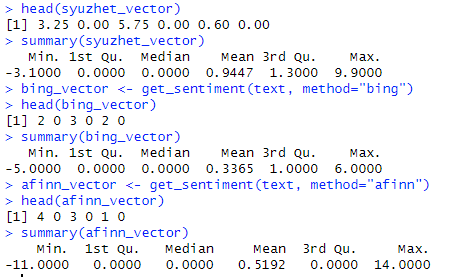 > head(syuzhet_vector)
[1] 3.25 0.00 5.75 0.00 0.60 0.00
> summary(syuzhet_vector)
Min. 1st Qu. Median Mean 3rd Qu. Max.
-3.1000 0.0000 0.0000 0.9447 1.3000 9.9000
> bing_vector <- get_sentiment(text, method="bing")
> head(bing_vector)
[1] 2 0 3 0 2 0
> summary(bing_vector)
Min. 1st Qu. Median Mean 3rd Qu. Max.
-5.0000 0.0000 0.0000 0.3365 1.0000 6.0000
> afinn_vector <- get_sentiment(text, method="afinn")
> head(afinn_vector)
[1] 4 0 3 0 1 0
> summary(afinn_vector)
Min. 1st Qu. Median Mean 3rd Qu. Max.
-11.0000 0.0000 0.0000 0.5192 0.0000 14.0000